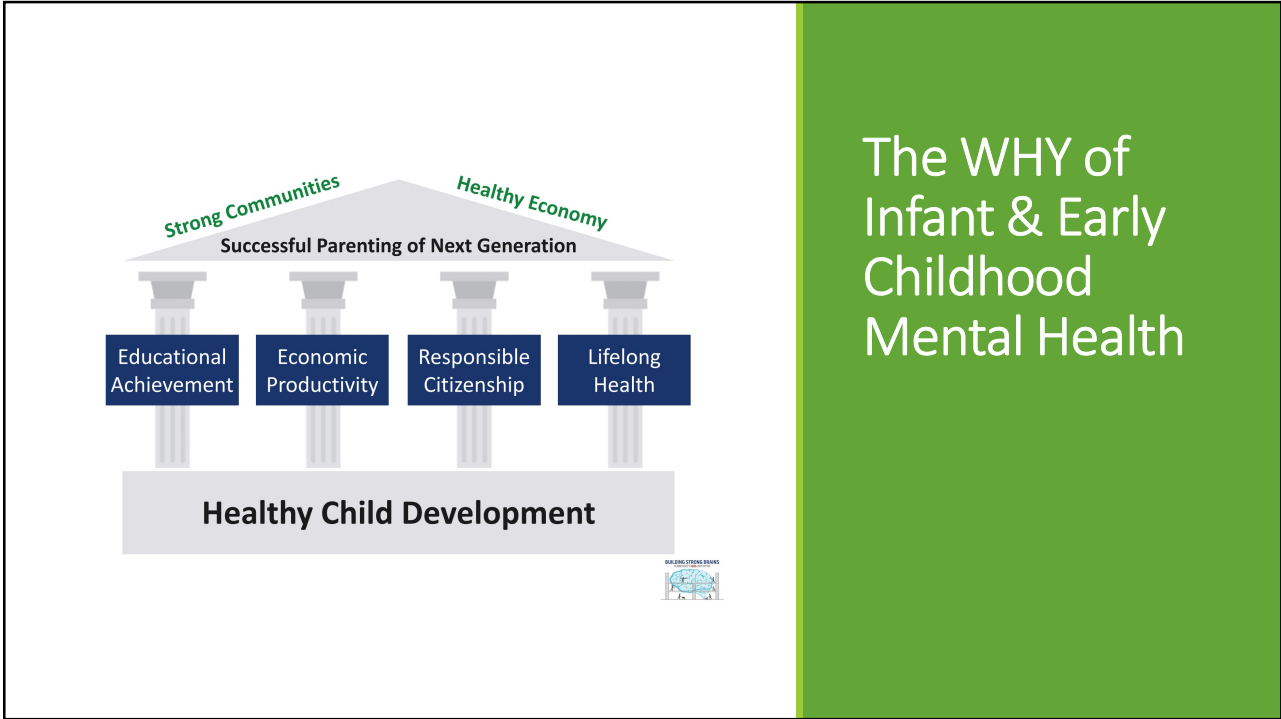 Strong Communities
Healthy Economy
Successful Parenting of Next Generation
Educational
Achievement
Economic
Productivity
Responsible
Citizenship
Lifelong
Health
Healthy Child Development
BUILDING STRONG BRAINS
The WHY of
Infant & Early
Childhood
Mental Health